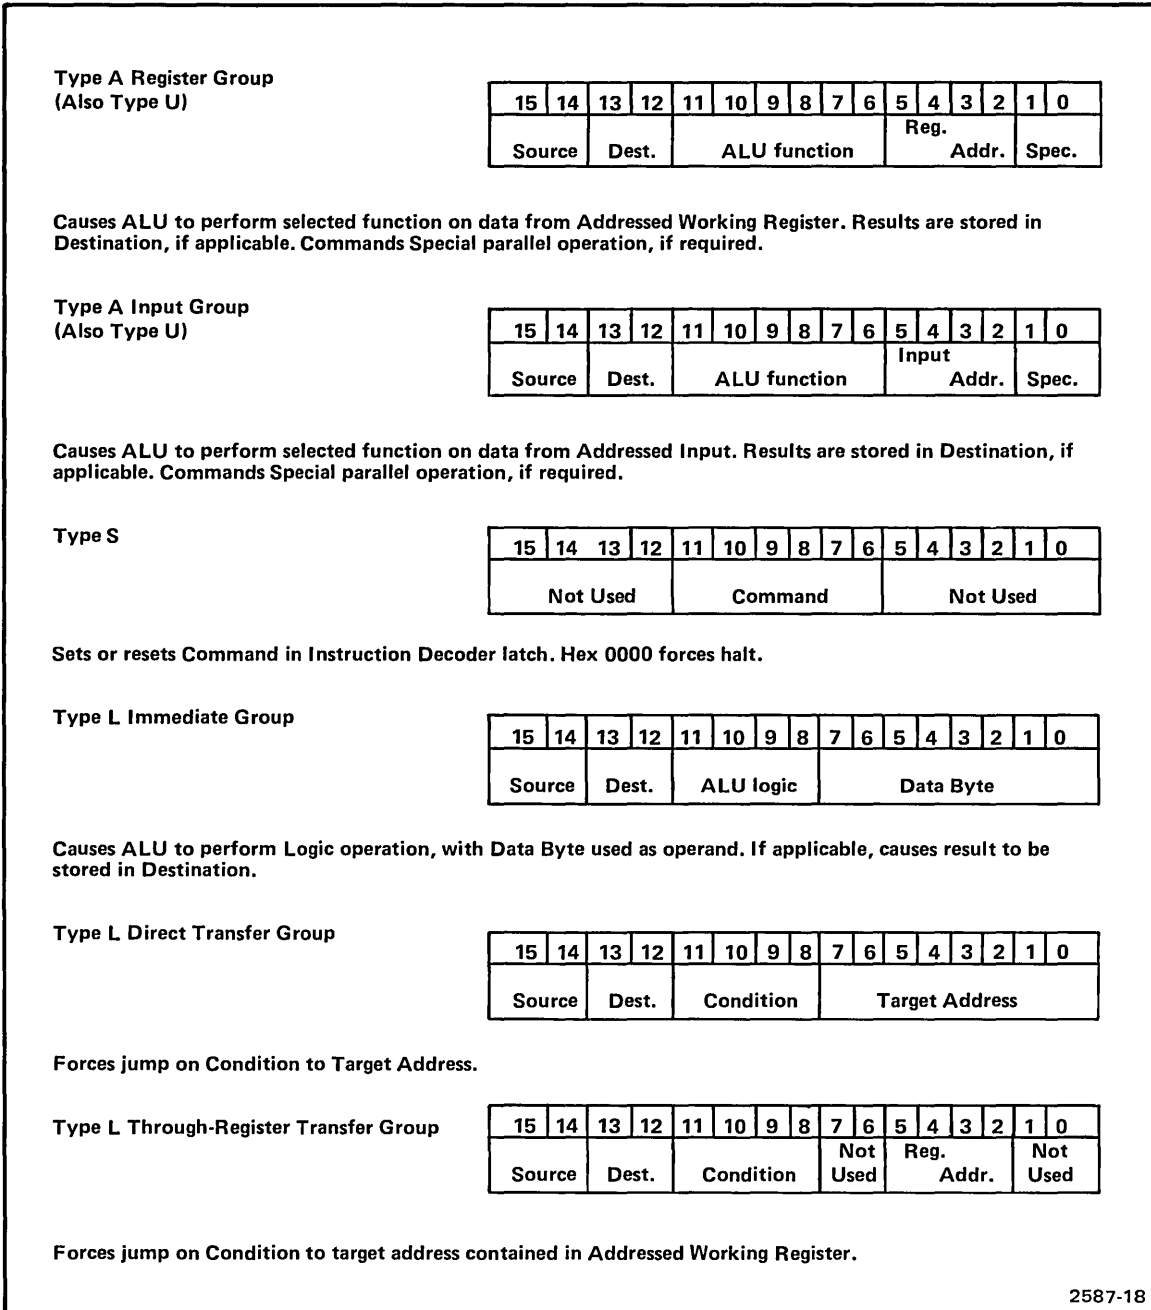 Type A Register Group
(Also Type U)
15 14 13 12 11 10 9 8 7 6 5 4 3 2 1 0
Source Dest. ALU function Reg. Addr. Spec.
Causes ALU to perform selected function on data from Addressed Working Register. Results are stored in
Destination, if applicable. Commands Special parallel operation, if required.
Type A Input Group
(Also Type U)
15 14 13 12 11 10 9 8 7 6 5 4 3 2 1 0
Source Dest. ALU function Input Addr. Spec.
Causes ALU to perform selected function on data from Addressed Input. Results are stored in Destination, if
applicable. Commands Special parallel operation, if required.
Type S
15 14 13 12 11 10 9 8 7 6 5 4 3 2 1 0
Not Used Command Not Used
Sets or resets Command in Instruction Decoder latch. Hex 0000 forces halt.
Type L Immediate Group
15 14 13 12 11 10 9 8 7 6 5 4 3 2 1 0
Source Dest. ALU logic Data Byte
Causes ALU to perform Logic operation, with Data Byte used as operand. If applicable, causes result to be
stored in Destination.
Type L Direct Transfer Group
15 14 13 12 11 10 9 8 7 6 5 4 3 2 1 0
Source Dest. Condition Target Address
Forces jump on Condition to Target Address.
Type L Through-Register Transfer Group
15 14 13 12 11 10 9 8 7 6 5 4 3 2 1 0
Source Dest. Condition Not Used Reg. Addr. Not Used
Forces jump on Condition to target address contained in Addressed Working Register.
2587-18